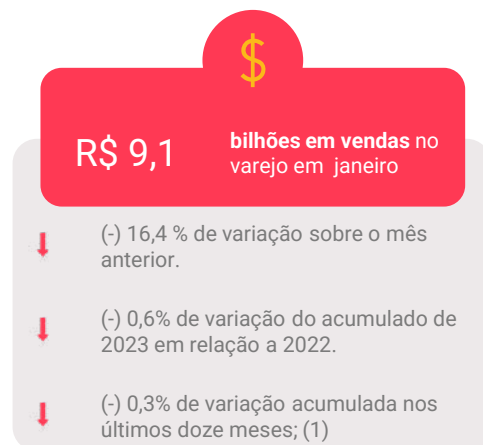 $
R$ 9,1
bilhões em vendas no
varejo em janeiro
(-) 16,4 % de variação sobre o mês
anterior.
(-) 0,6% de variação do acumulado de
2023 em relação a 2022.
(-) 0,3% de variação acumulada nos
últimos doze meses; (1)